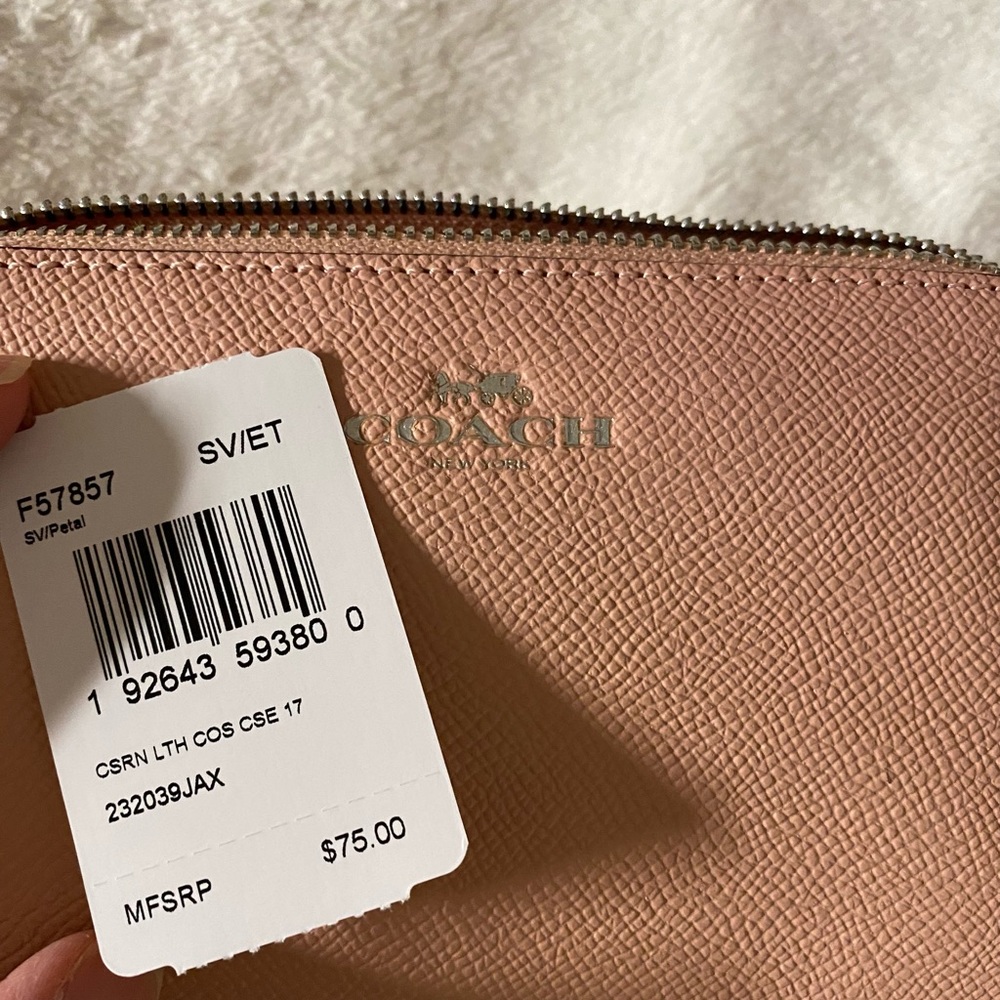 COACH
NEW YORK
SV/ET
F57857
SV/Petal
1 92643 59380 0
CSRN LTH COS CSE 17
232039JAX
$75.00
MFSRP